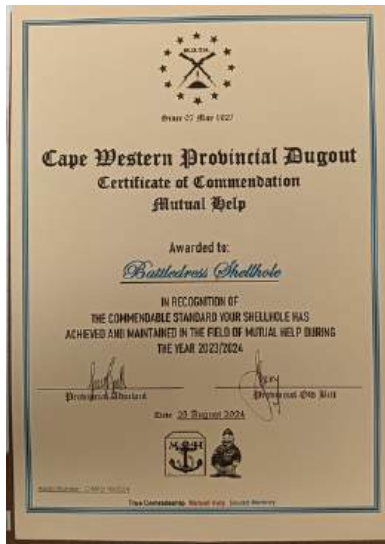 Since 07 May 1927
Cape Western Provincial Dugout
Certificate of Commendation
Mutual Help
Awarded to:
Battledress Shellhole
IN RECOGNITION OF
THE COMMENDABLE STANDARD YOUR SHELLHOLE HAS
ACHIEVED AND MAINTAINED IN THE FIELD OF MUTUAL HELP DURING
THE YEAR 2023/2024
Provincial Adjutant Provincial Old Bill
Date: 25 August 2024
M H
True Comradeship Mutual Help Sound Memory